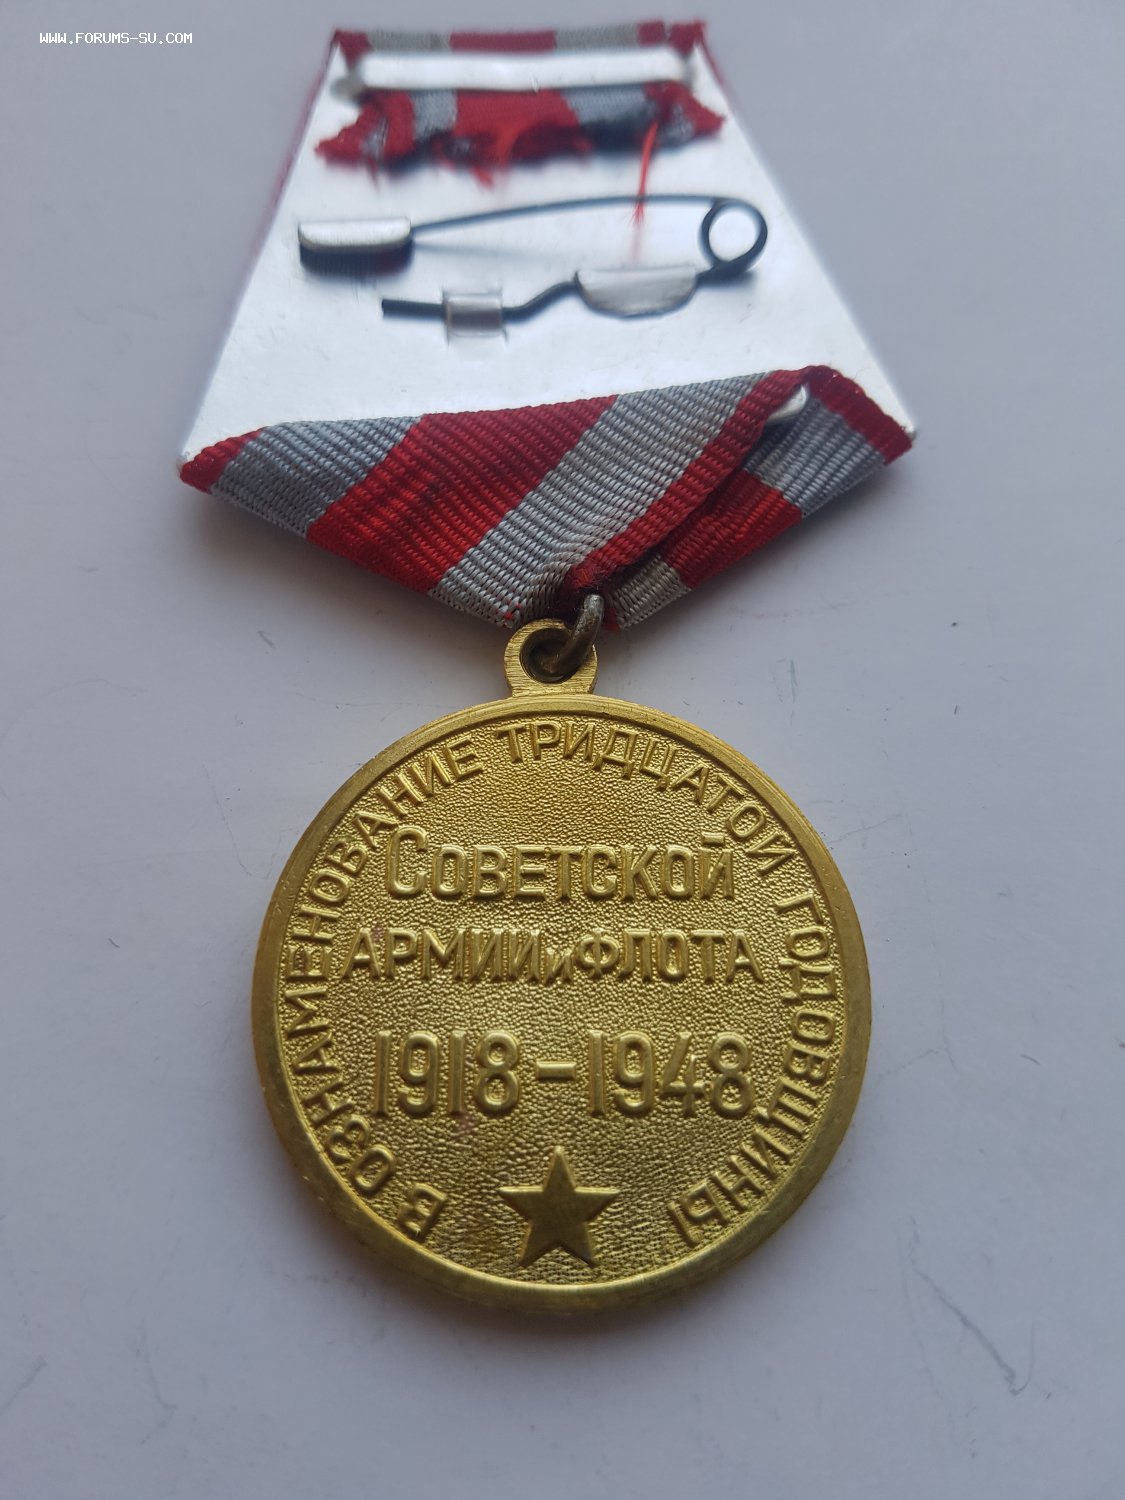 WWW.FORUMS-SU.COM
В ОЗНАМЕНОВАНИЕ ТРИДЦАТОЙ ГОДОВЩИНЫ
СОВЕТСКОЙ
АРМИИ и ФЛОТА
1918-1948